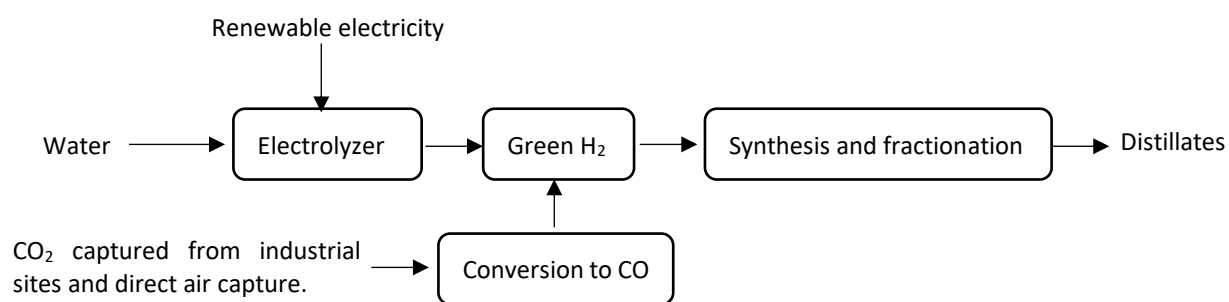 Renewable electricity
Water
Electrolyzer
Green H₂
Synthesis and fractionation
Distillates
CO₂ captured from industrial
sites and direct air capture.
Conversion to CO